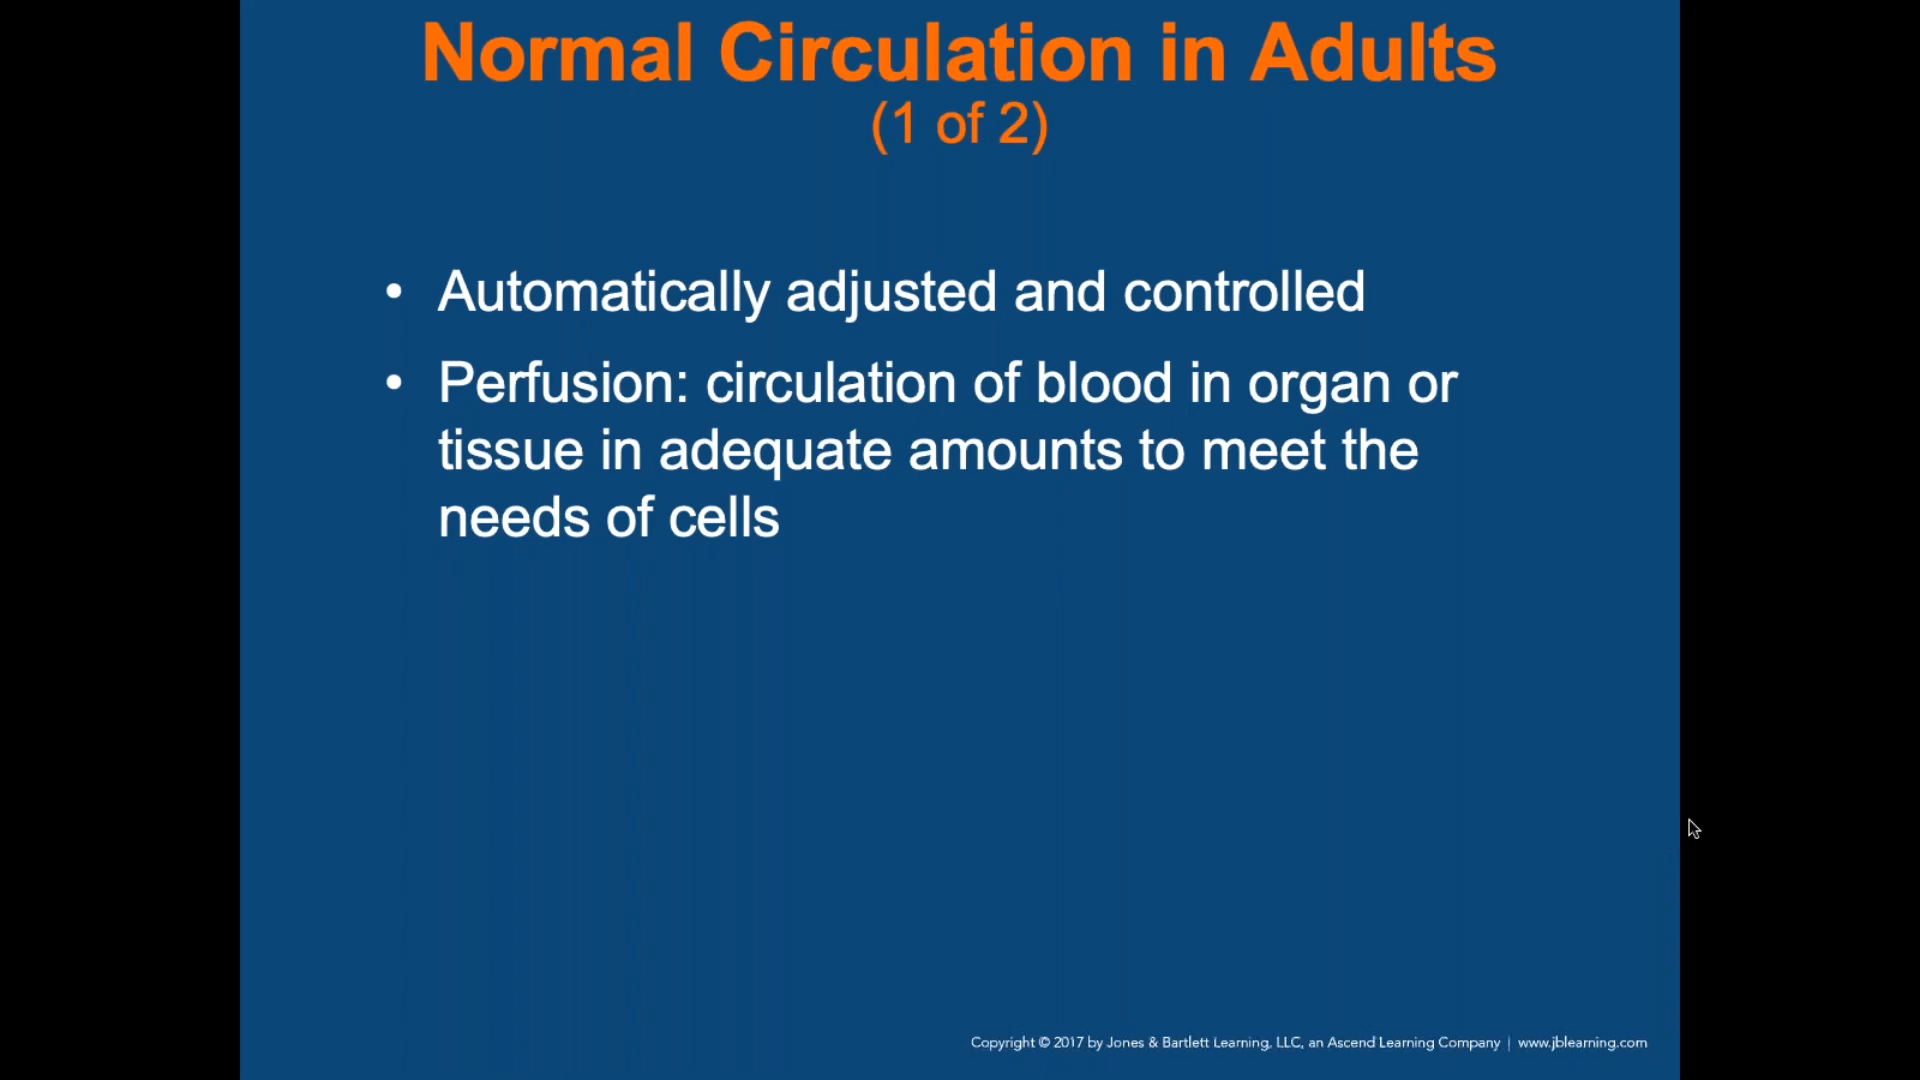 Normal Circulation in Adults
(1 of 2)
• Automatically adjusted and controlled
• Perfusion: circulation of blood in organ or
tissue in adequate amounts to meet the
needs of cells
Copyright © 2017 by Jones & Bartlett Learning, LLC, an Ascend Learning Company | www.jblearning.com